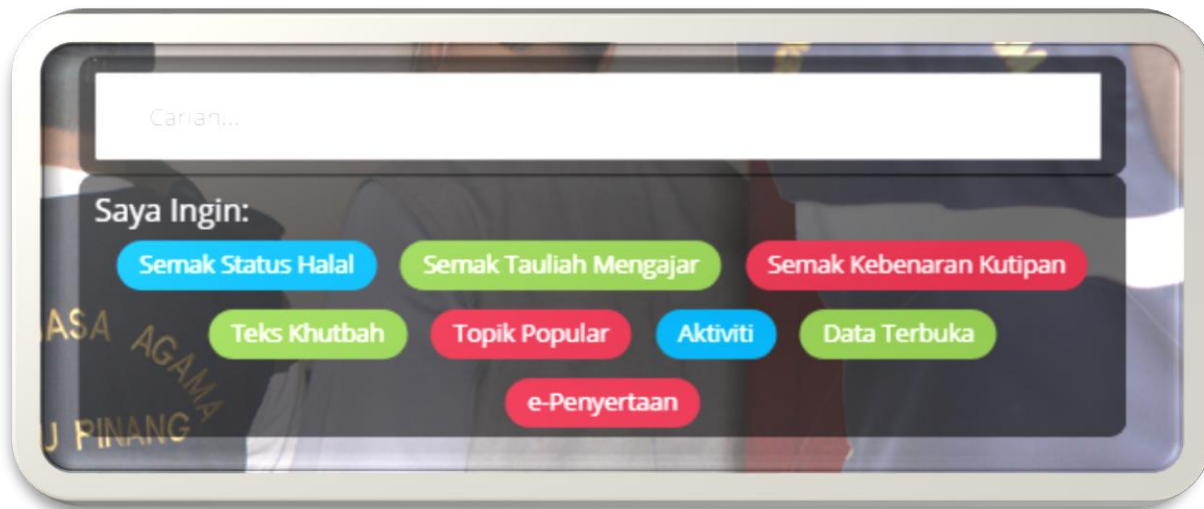 Carian...
Saya Ingin:
Semak Status Halal Semak Tauliah Mengajar Semak Kebenaran Kutipan
Teks Khutbah Topik Popular Aktiviti Data Terbuka
e-Penyertaan
ASA AGAMA
U PINANG